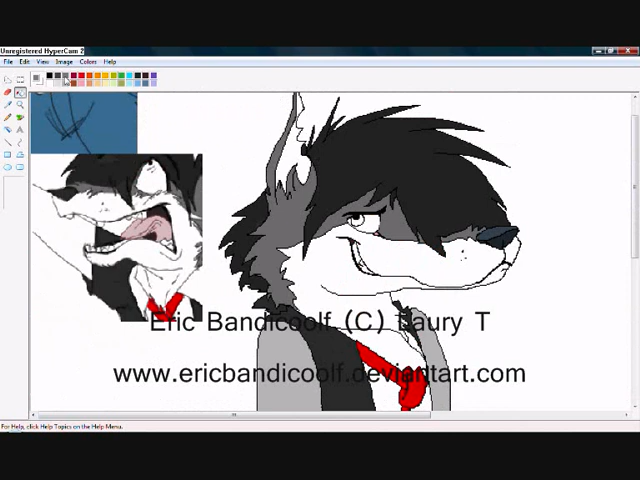 Unregistered HyperCam 2
File Edit View Image Colors Help
Eric Bandicoolf (C) Laury T
www.ericbandicoolf.deviantart.com
For Help, click Help Topics on the Help Menu.